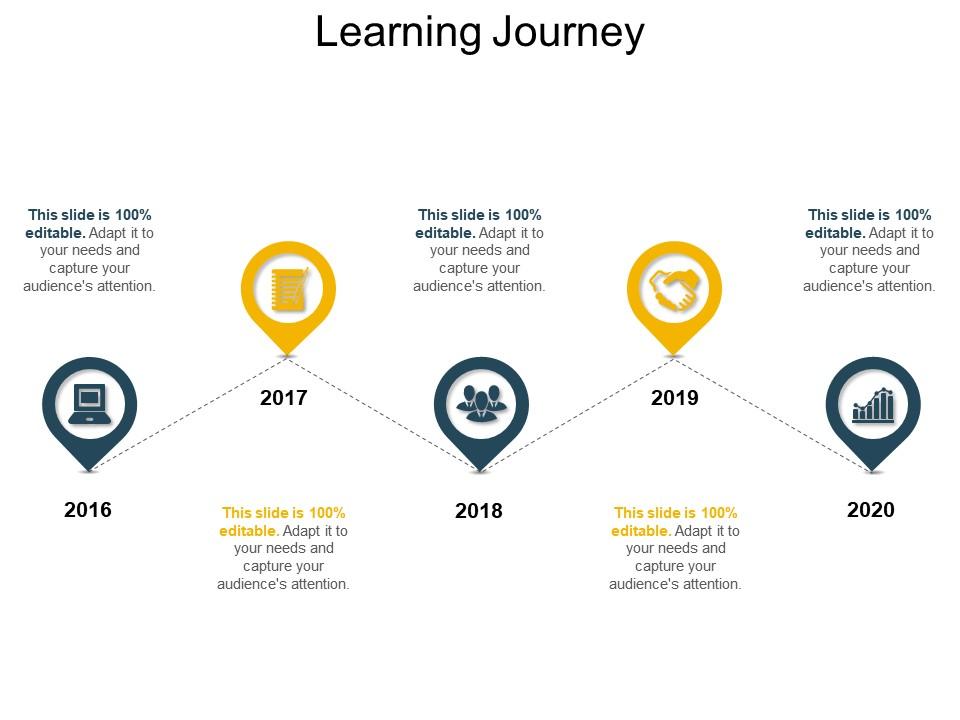 Learning Journey
This slide is 100%
editable. Adapt it to
your needs and
capture your
audience's attention.
2016
2017
This slide is 100%
editable. Adapt it to
your needs and
capture your
audience's attention.
This slide is 100%
editable. Adapt it to
your needs and
capture your
audience's attention.
2018
2019
This slide is 100%
editable. Adapt it to
your needs and
capture your
audience's attention.
This slide is 100%
editable. Adapt it to
your needs and
capture your
audience's attention.
2020